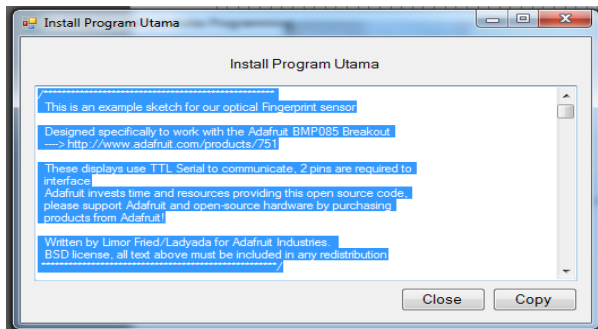 Install Program Utama
Install Program Utama
/***************************************************
This is an example sketch for our optical Fingerprint sensor
Designed specifically to work with the Adafruit BMP085 Breakout
----> http://www.adafruit.com/products/751
These displays use TTL Serial to communicate, 2 pins are required to
interface
Adafruit invests time and resources providing this open source code,
please support Adafruit and open-source hardware by purchasing
products from Adafruit!
Written by Limor Fried/Ladyada for Adafruit Industries.
BSD license, all text above must be included in any redistribution
****************************************************/
Close Copy